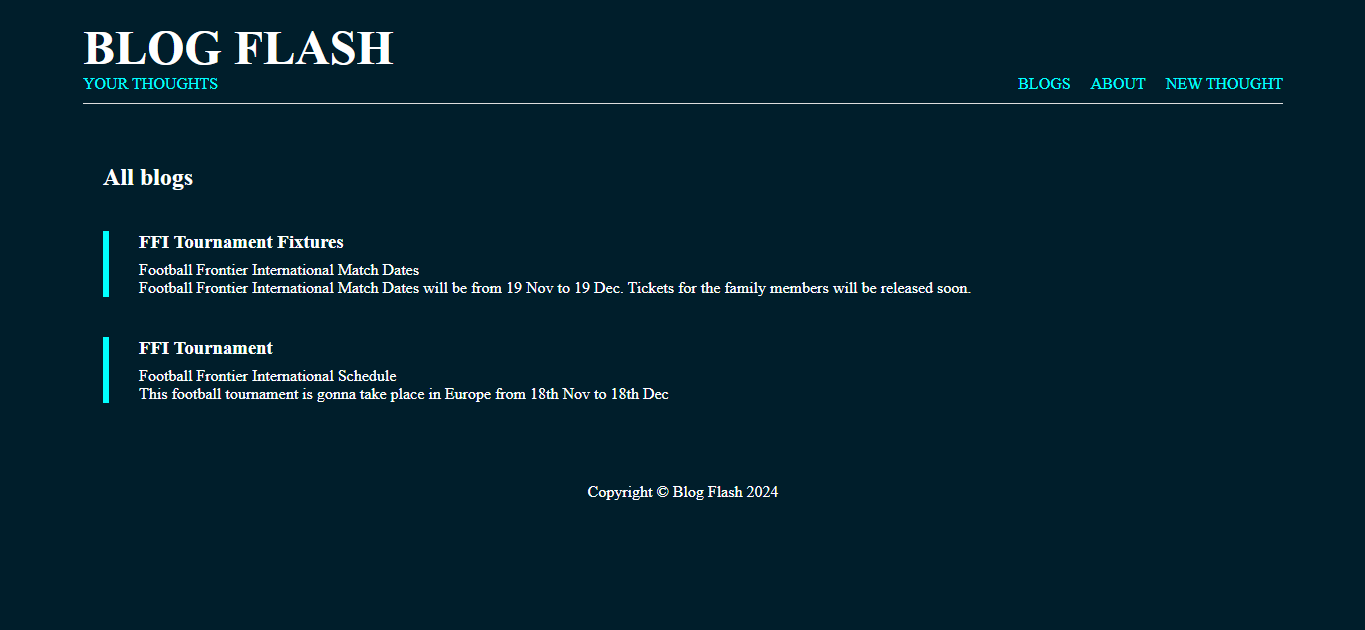 BLOG FLASH
YOUR THOUGHTS
BLOGS ABOUT NEW THOUGHT
All blogs
FFI Tournament Fixtures
Football Frontier International Match Dates
Football Frontier International Match Dates will be from 19 Nov to 19 Dec. Tickets for the family members will be released soon.
FFI Tournament
Football Frontier International Schedule
This football tournament is gonna take place in Europe from 18th Nov to 18th Dec
Copyright © Blog Flash 2024